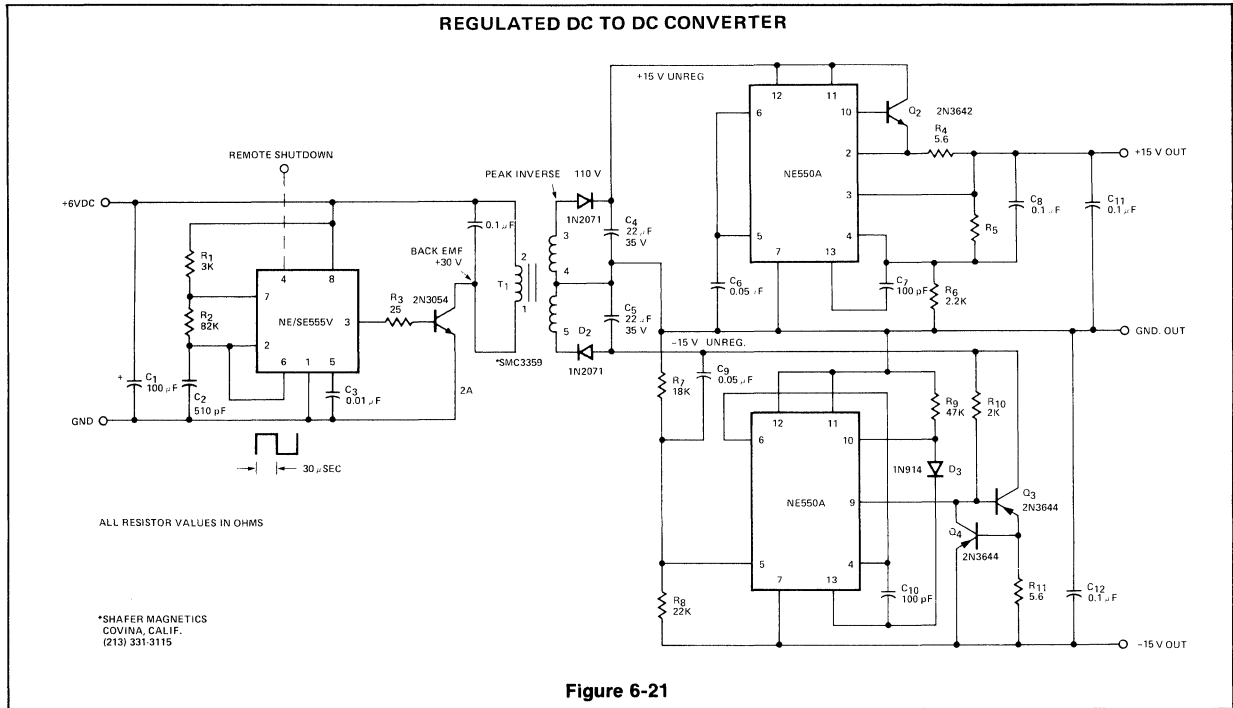 REGULATED DC TO DC CONVERTER
+15 V UNREG
12
11
6
10
Q2
2N3642
R4
5.6
REMOTE SHUTDOWN
2
+15 V OUT
NE550A
PEAK INVERSE
110 V
3
+6VDC
1N2071
C4
22 µF
35 V
C8
0.1 µF
C11
0.1 µF
0.1 µF
R5
3
5
4
BACK EMF
+30 V
R1
3K
4
8
2
T1
4
7
13
C6
0.05 µF
C7
100 pF
R6
2.2K
7
R3
25
2N3054
R2
82K
NE/SE555V
3
1
C5
22 µF
35 V
5
D2
GND. OUT
2
-15 V UNREG.
*SMC3359
1N2071
6
1
5
+
C1
100 µF
C3
0.01 µF
2A
C9
0.05 µF
R7
18K
C2
510 pF
R9
47K
R10
2K
GND
12
11
6
10
30 µSEC
1N914
D3
NE550A
9
Q3
2N3644
ALL RESISTOR VALUES IN OHMS
Q4
2N3644
5
4
7
13
C10
100 pF
R11
5.6
C12
0.1 µF
R8
22K
*SHAFER MAGNETICS
COVINA, CALIF.
(213) 331-3115
-15 V OUT
Figure 6-21